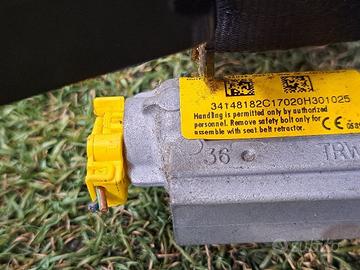 34148182C17020H301025
Handling is permitted only by authorized
personnel. Remove safety bolt only for
assemble with seat belt retractor.
CE
36
TRW